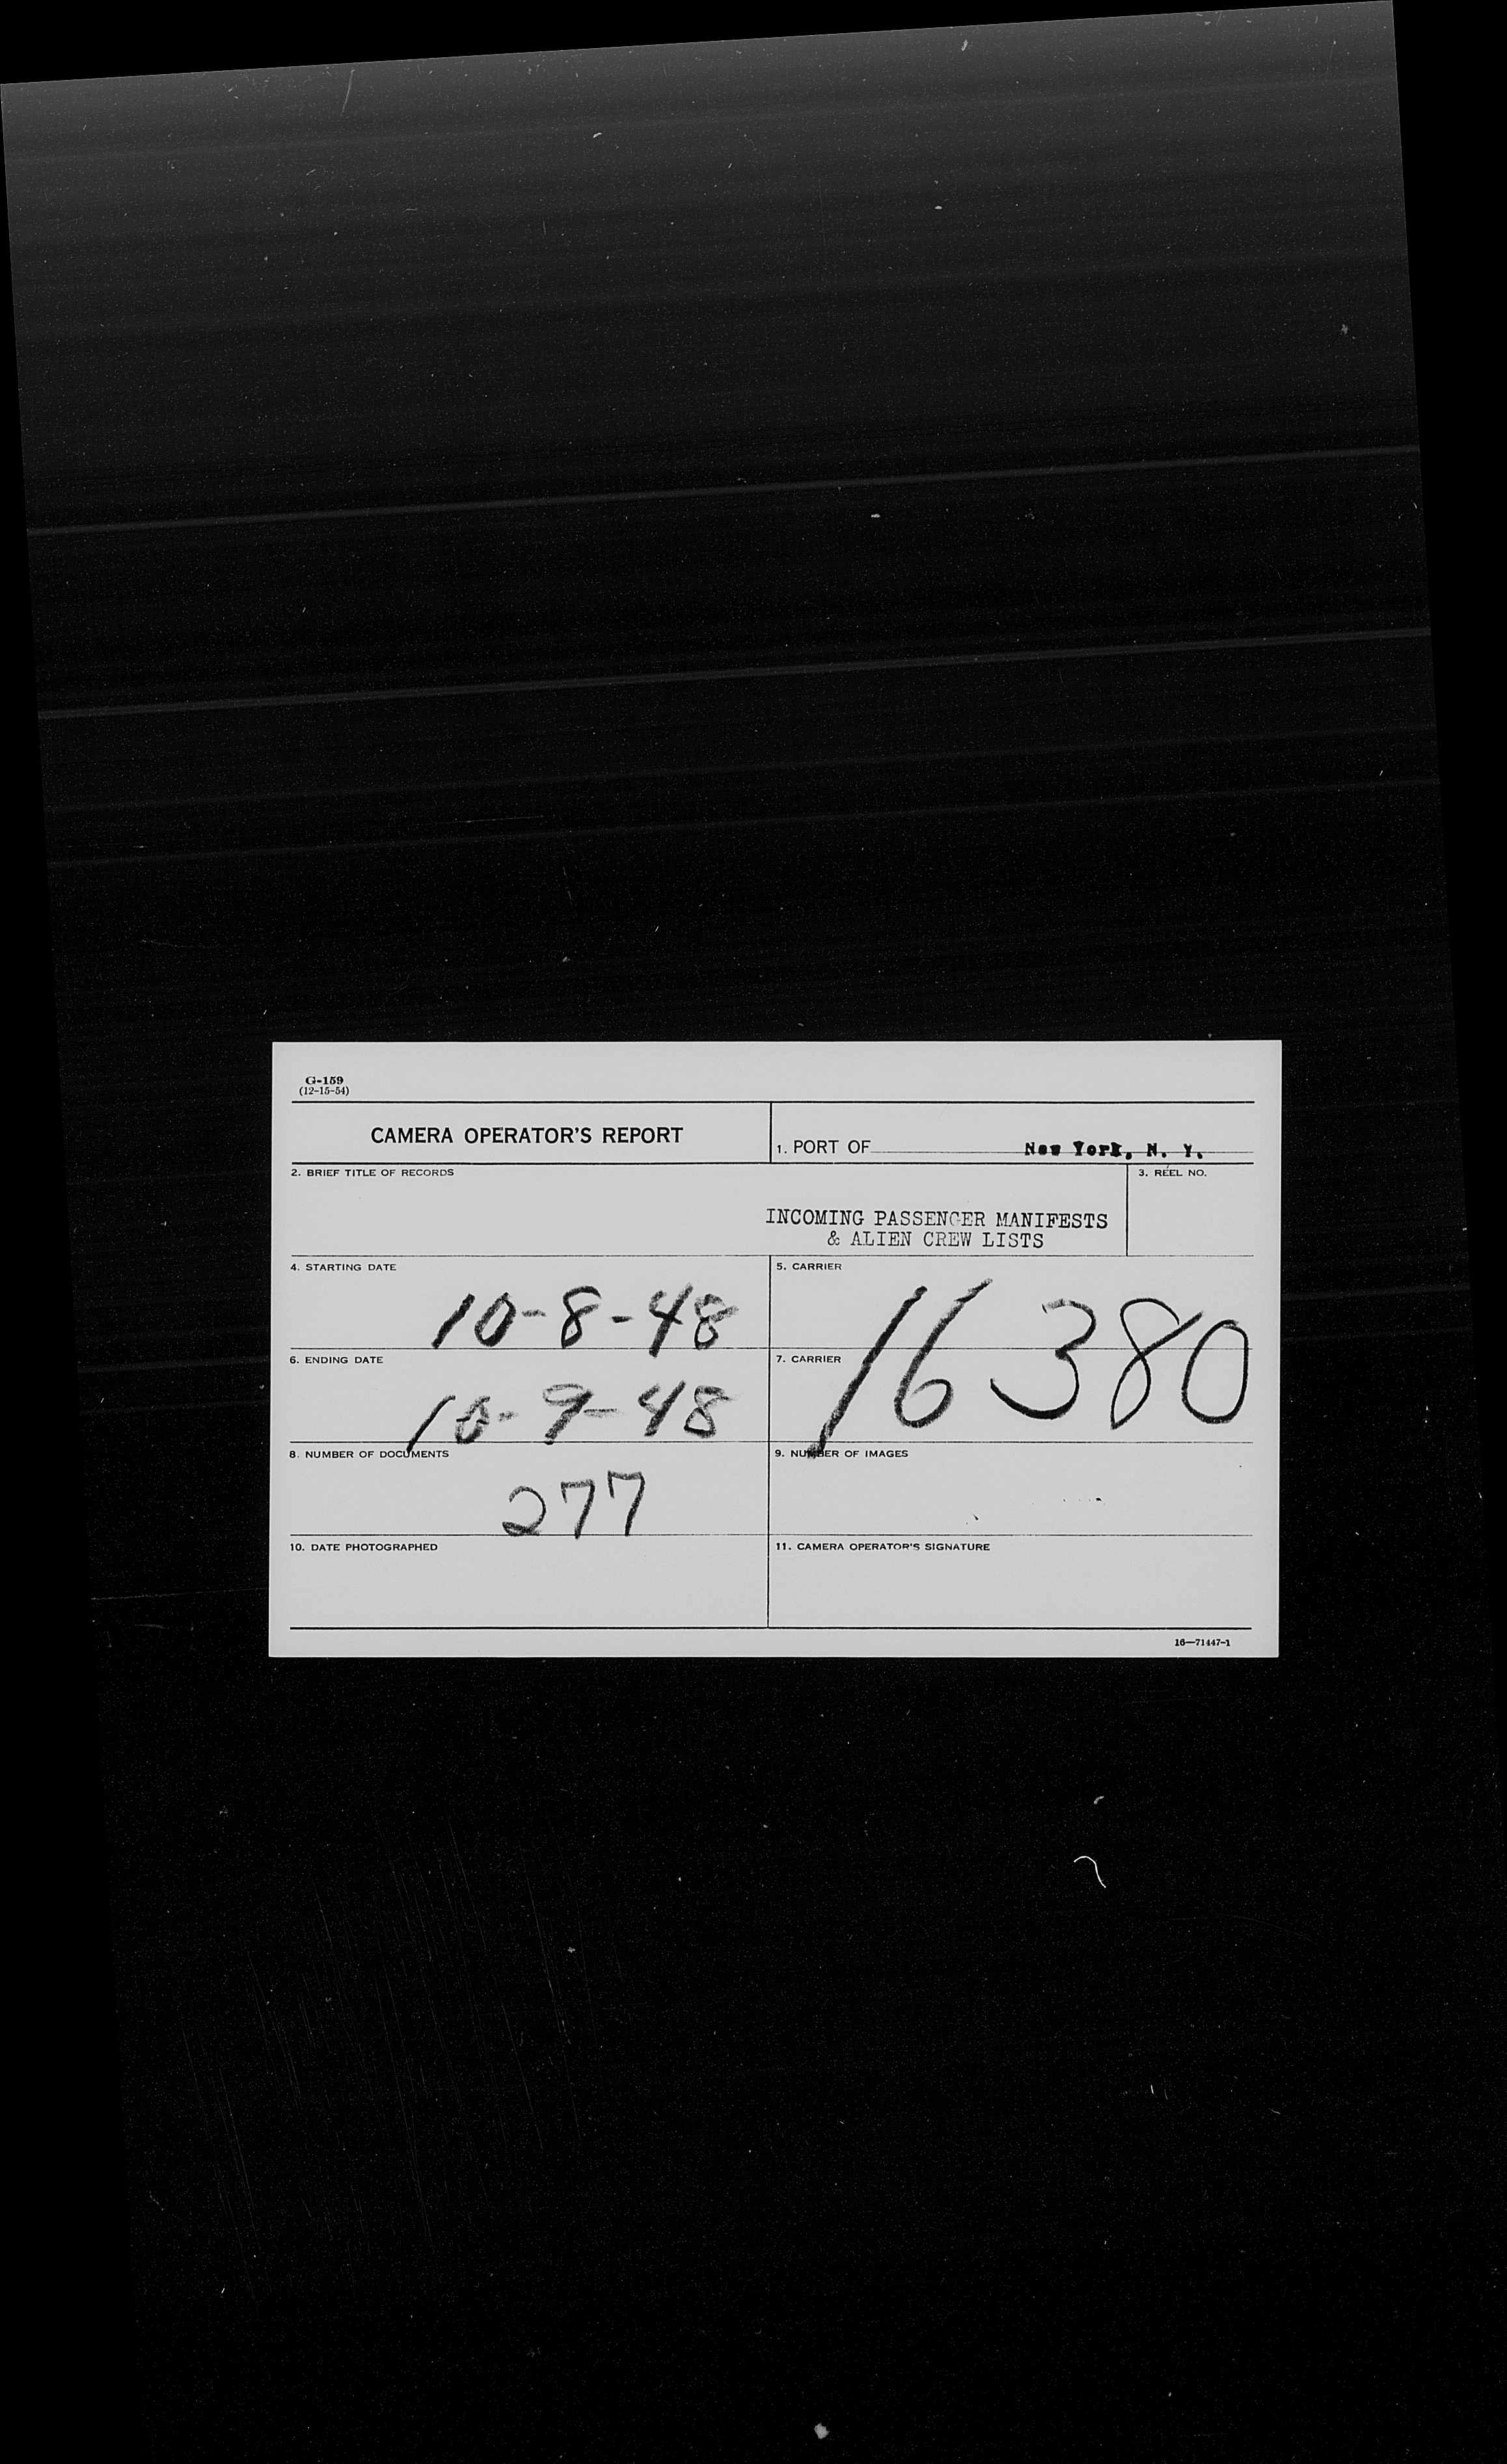 G-159
(12-15-54)
CAMERA OPERATOR'S REPORT
1. PORT OF New York, N. Y.
2. BRIEF TITLE OF RECORDS
3. REEL NO.
INCOMING PASSENGER MANIFESTS
& ALIEN CREW LISTS
4. STARTING DATE
10-8-48
5. CARRIER
16380
6. ENDING DATE
10-9-48
7. CARRIER
8. NUMBER OF DOCUMENTS
277
9. NUMBER OF IMAGES
10. DATE PHOTOGRAPHED
11. CAMERA OPERATOR'S SIGNATURE
16—71447-1